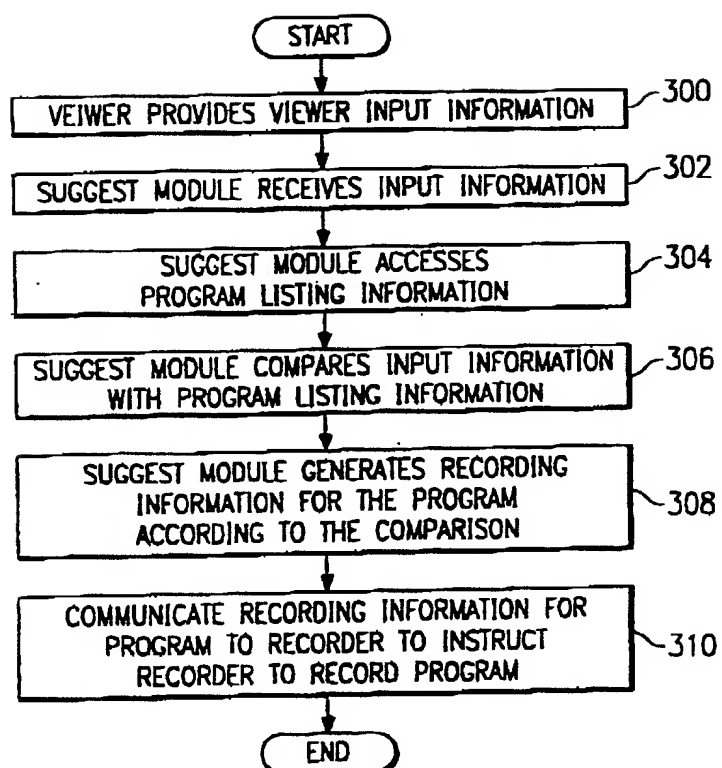 START
VEIWER PROVIDES VIEWER INPUT INFORMATION
300
SUGGEST MODULE RECEIVES INPUT INFORMATION
302
SUGGEST MODULE ACCESSES
PROGRAM LISTING INFORMATION
304
SUGGEST MODULE COMPARES INPUT INFORMATION
WITH PROGRAM LISTING INFORMATION
306
SUGGEST MODULE GENERATES RECORDING
INFORMATION FOR THE PROGRAM
ACCORDING TO THE COMPARISON
308
COMMUNICATE RECORDING INFORMATION FOR
PROGRAM TO RECORDER TO INSTRUCT
RECORDER TO RECORD PROGRAM
310
END